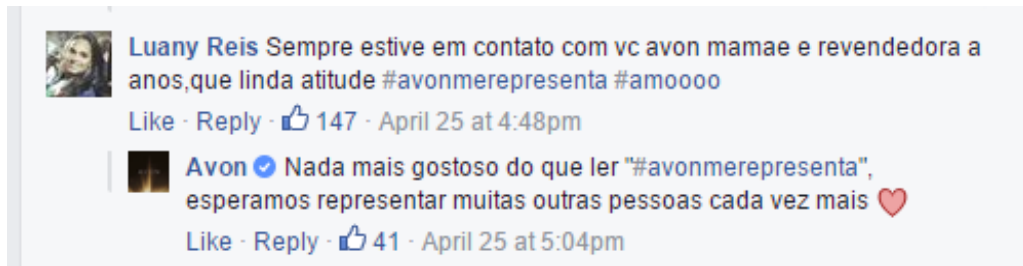 Luany Reis Sempre estive em contato com vc avon mamae e revendedora a
anos,que linda atitude #avonmerepresenta #amoooo
Like · Reply · 147 · April 25 at 4:48pm
Avon Nada mais gostoso do que ler "#avonmerepresenta",
esperamos representar muitas outras pessoas cada vez mais
Like · Reply · 41 · April 25 at 5:04pm